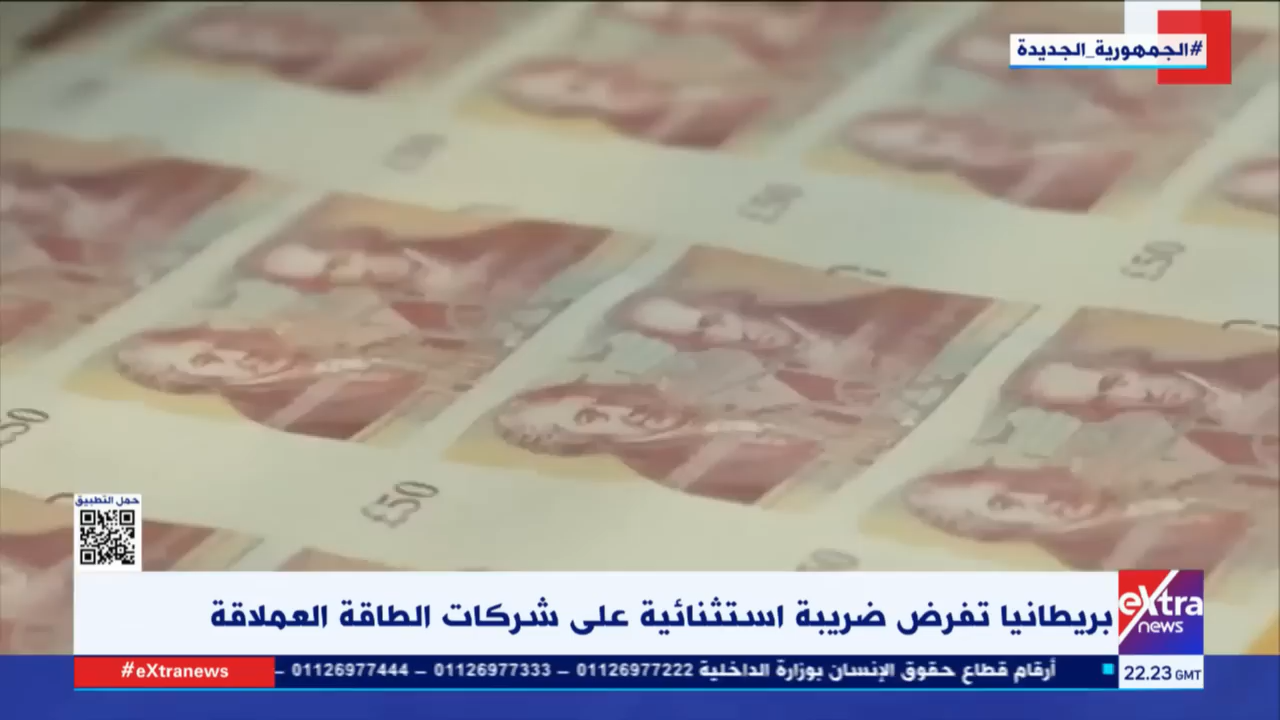 #الجمهورية_الجديدة
£50
£50
£50
£50
حمل التطبيق
بريطانيا تفرض ضريبة استثنائية على شركات الطاقة العملاقة
eXtra news
#eXtranews
أرقام قطاع حقوق الإنسان بوزارة الداخلية 01126977222 – 01126977333 – 01126977444 –
22.23 GMT